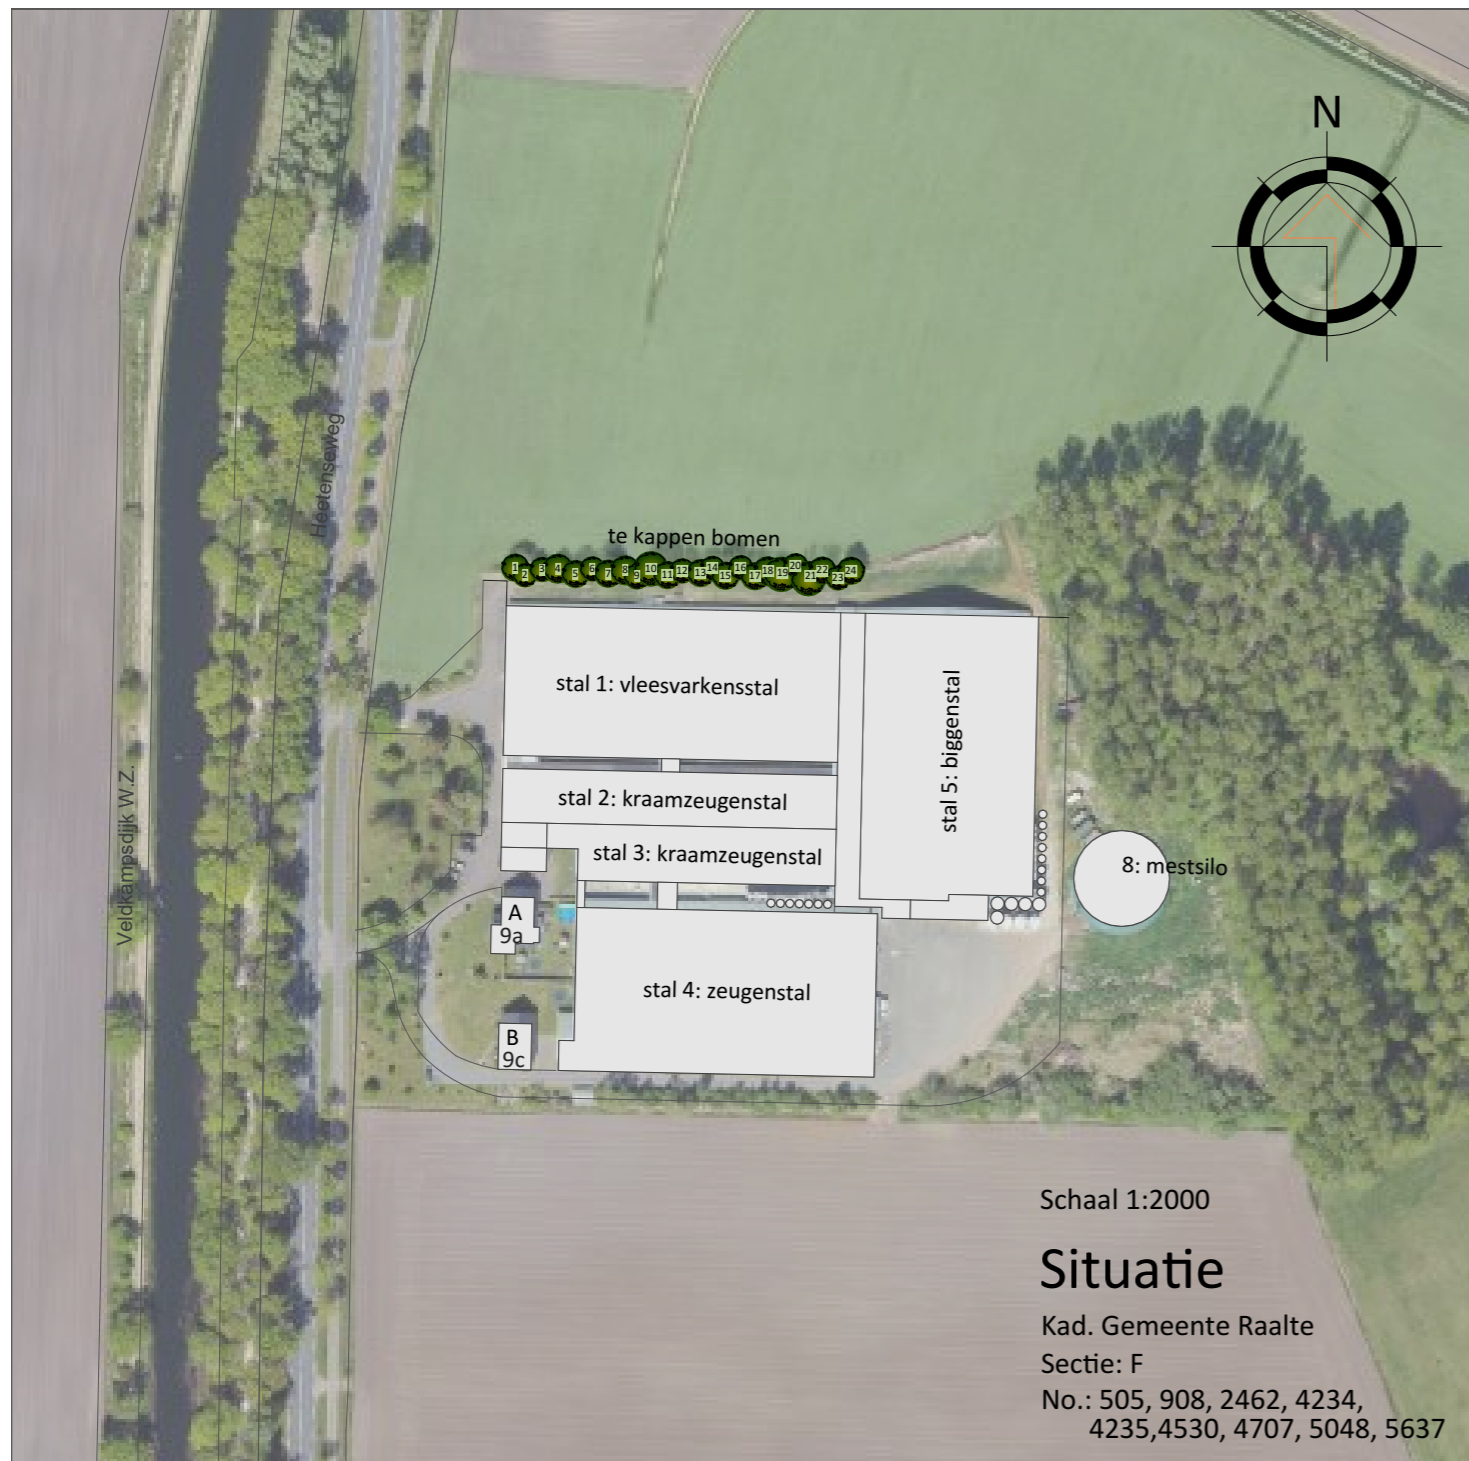 N
Heetenseweg
te kappen bomen
1 2 3 4 5 6 7 8 9 10 11 12 13 14 15 16 17 18 19 20 21 22 23 24
stal 1: vleesvarkensstal
stal 5: biggenstal
stal 2: kraamzeugenstal
stal 3: kraamzeugenstal
8: mestsilo
Veldkampsdijk W.Z.
A
9a
stal 4: zeugenstal
B
9c
Schaal 1:2000
Situatie
Kad. Gemeente Raalte
Sectie: F
No.: 505, 908, 2462, 4234,
4235,4530, 4707, 5048, 5637